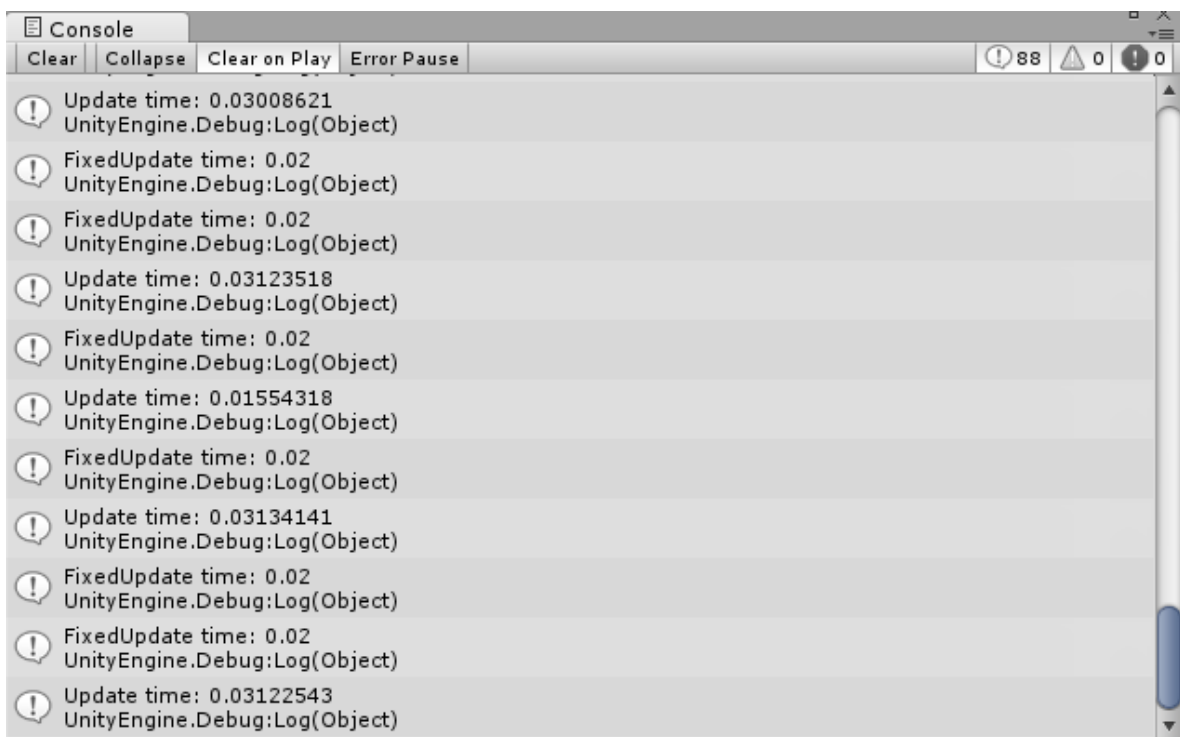 Console
Clear Collapse Clear on Play Error Pause 88 0 0
Update time: 0.03008621
UnityEngine.Debug:Log(Object)
FixedUpdate time: 0.02
UnityEngine.Debug:Log(Object)
FixedUpdate time: 0.02
UnityEngine.Debug:Log(Object)
Update time: 0.03123518
UnityEngine.Debug:Log(Object)
FixedUpdate time: 0.02
UnityEngine.Debug:Log(Object)
Update time: 0.01554318
UnityEngine.Debug:Log(Object)
FixedUpdate time: 0.02
UnityEngine.Debug:Log(Object)
Update time: 0.03134141
UnityEngine.Debug:Log(Object)
FixedUpdate time: 0.02
UnityEngine.Debug:Log(Object)
FixedUpdate time: 0.02
UnityEngine.Debug:Log(Object)
Update time: 0.03122543
UnityEngine.Debug:Log(Object)